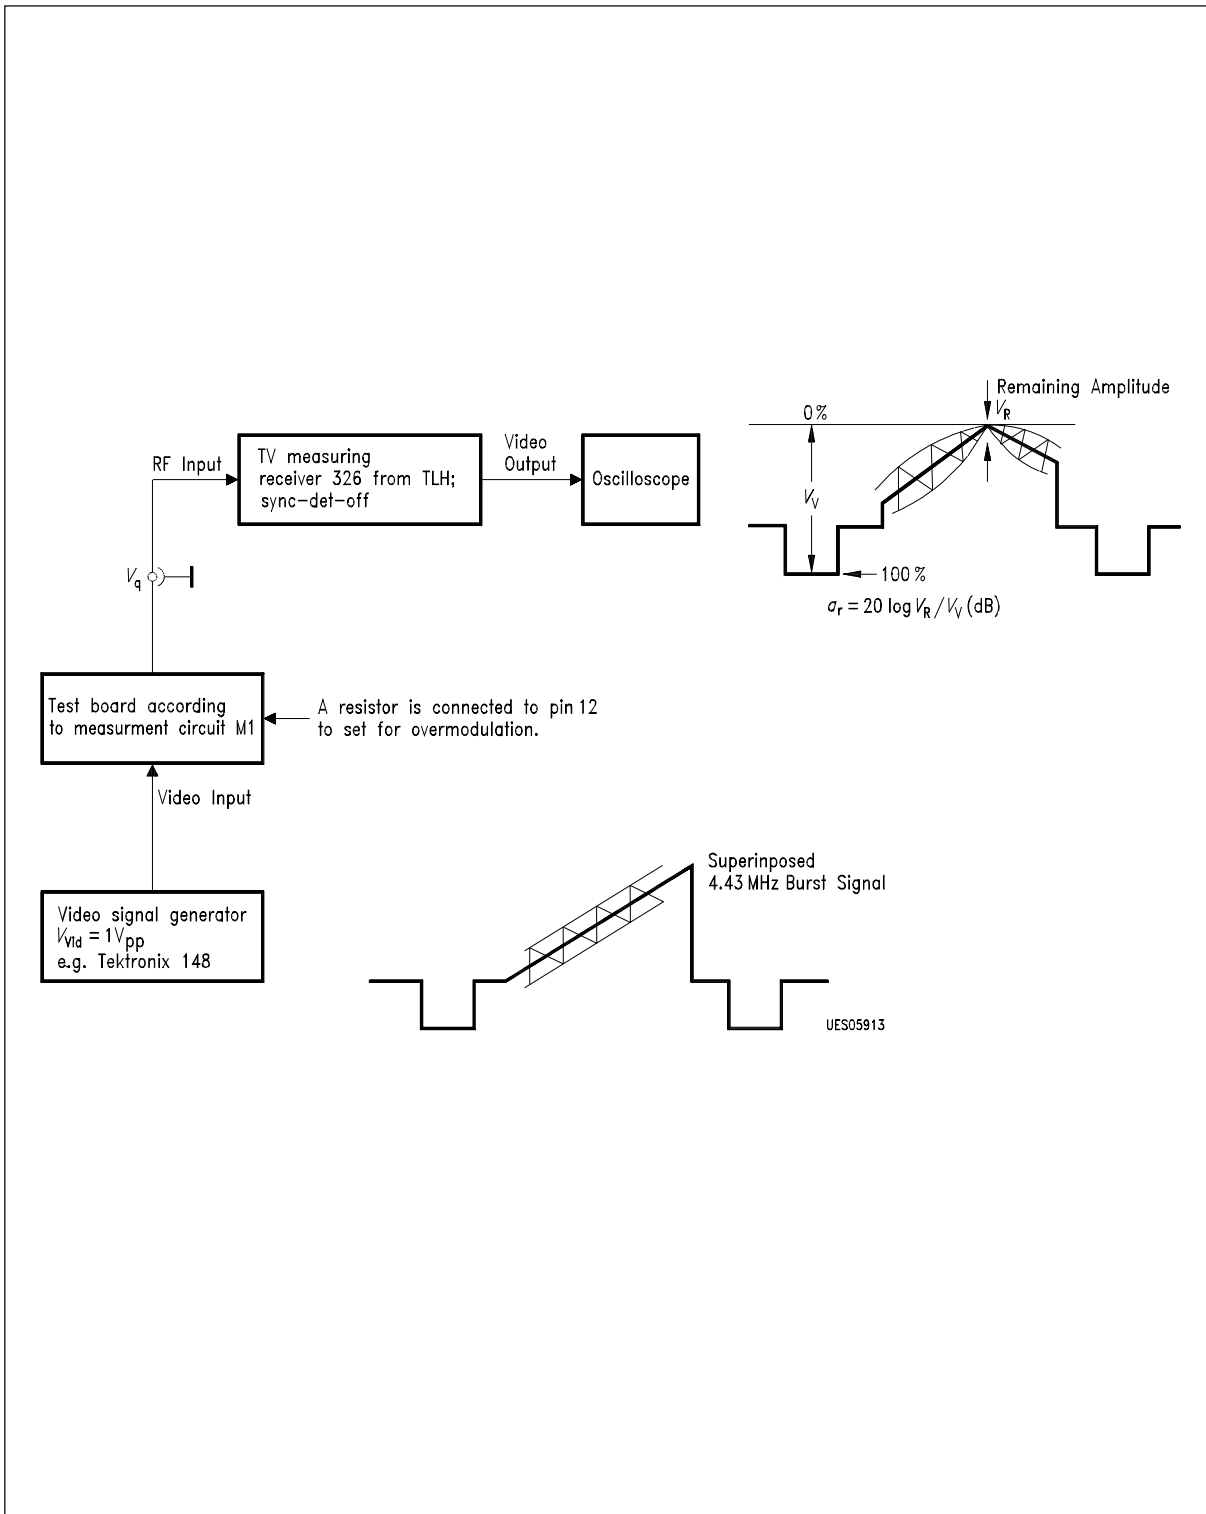 Remaining Amplitude
V_R
0%
RF Input
TV measuring
receiver 326 from TLH;
sync-det-off
Video
Output
Oscilloscope
V_V
V_q
100%
a_r = 20 log V_R / V_V (dB)
Test board according
to measurment circuit M1
A resistor is connected to pin 12
to set for overmodulation.
Video Input
Superinposed
4.43 MHz Burst Signal
Video signal generator
V_Vid = 1V_pp
e.g. Tektronix 148
UES05913